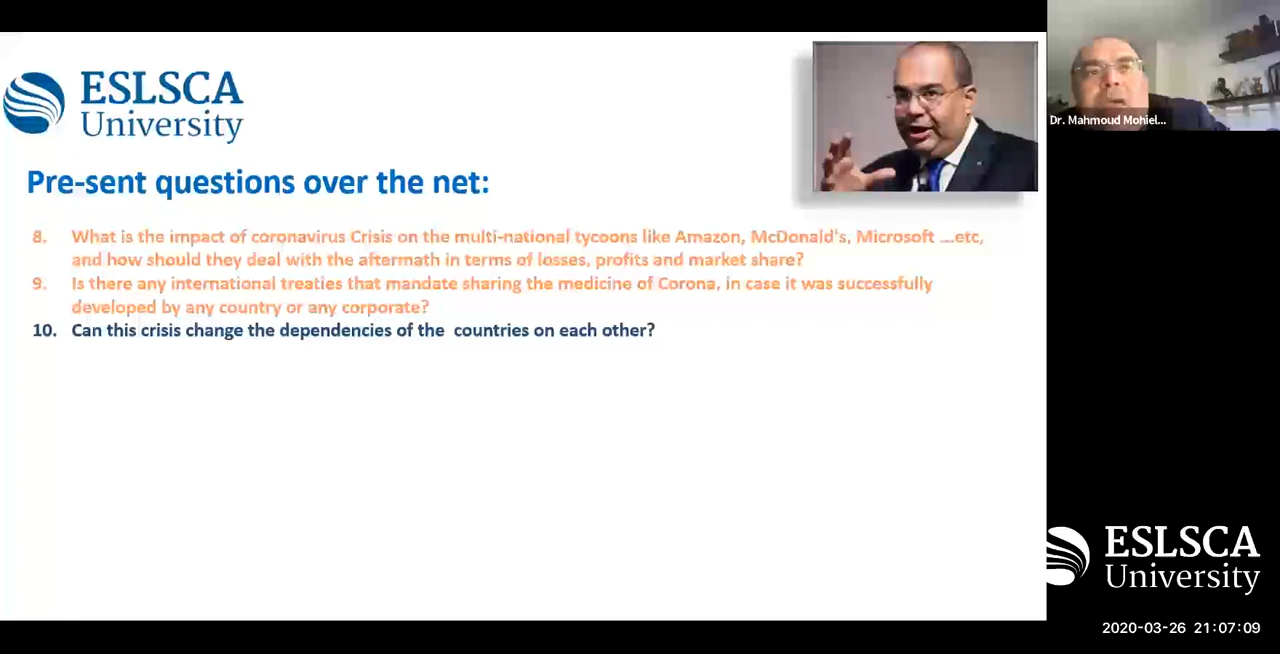 ESLSCA
University
Pre-sent questions over the net:
8. What is the impact of coronavirus Crisis on the multi-national tycoons like Amazon, McDonald's, Microsoft ...etc,
and how should they deal with the aftermath in terms of losses, profits and market share?
9. Is there any international treaties that mandate sharing the medicine of Corona, in case it was successfully
developed by any country or any corporate?
10. Can this crisis change the dependencies of the countries on each other?
Dr. Mahmoud Mohiel...
ESLSCA
University
2020-03-26 21:07:09